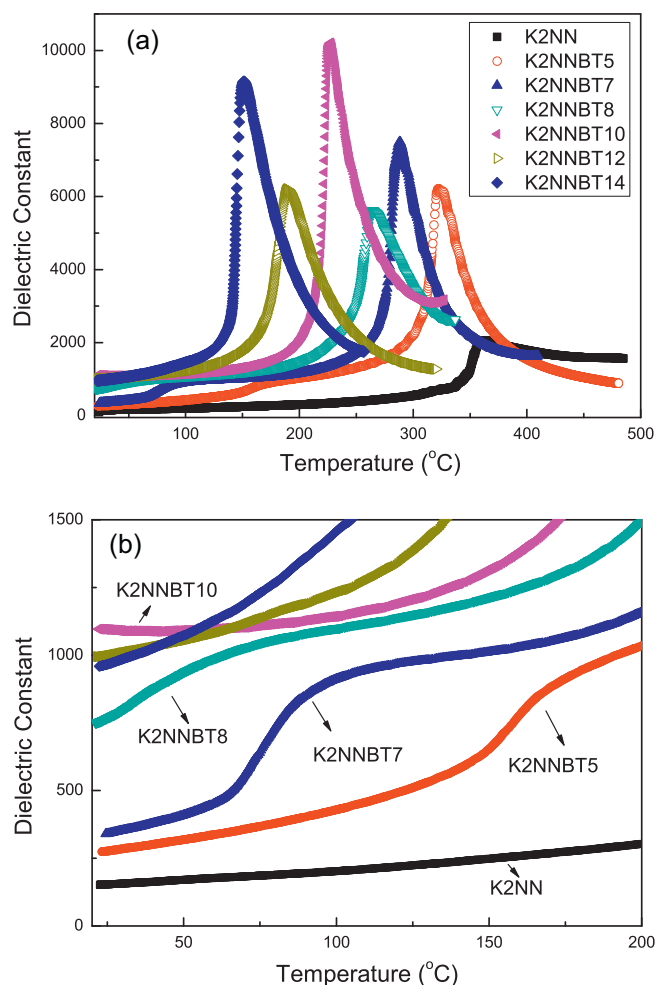 (a)
K2NN
K2NNBT5
K2NNBT7
K2NNBT8
K2NNBT10
K2NNBT12
K2NNBT14
10000
8000
6000
4000
2000
0
Dielectric Constant
100
200
300
400
500
Temperature (°C)
(b)
1500
1000
500
0
Dielectric Constant
K2NNBT10
K2NNBT8
K2NNBT7
K2NNBT5
K2NN
50
100
150
200
Temperature (°C)